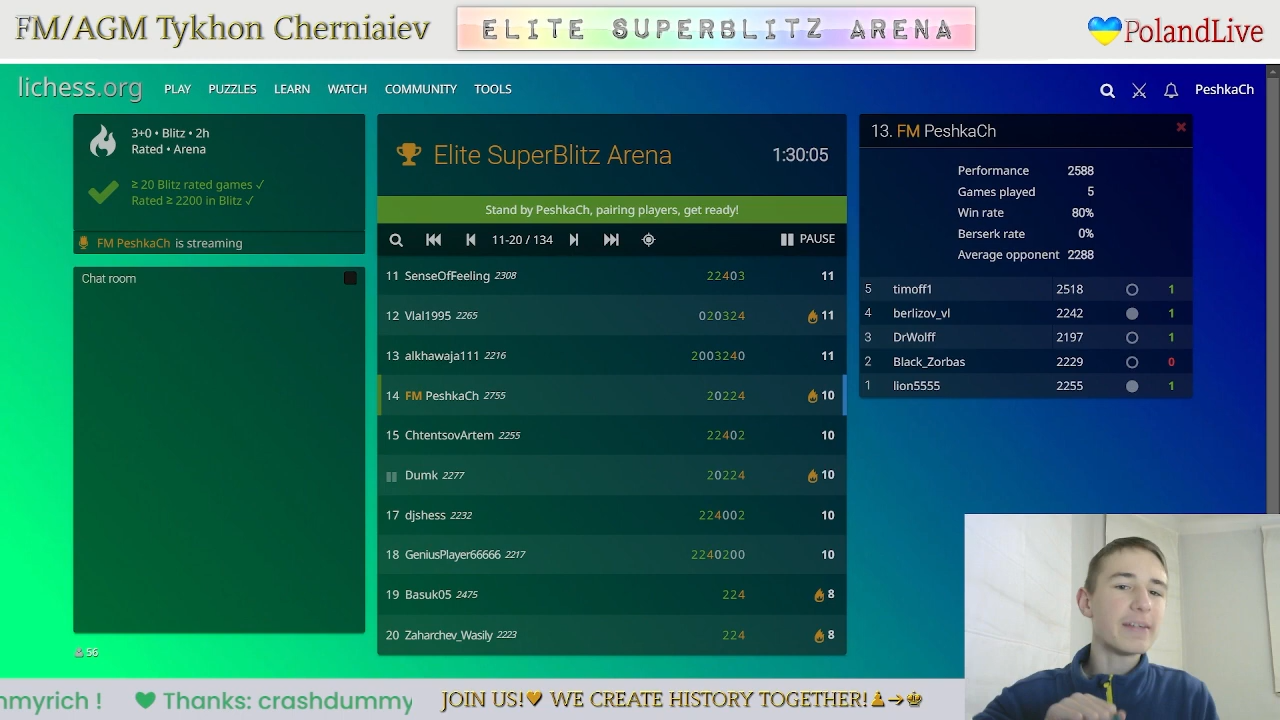 FM/AGM Tykhon Cherniaiev
ELITE SUPERBLITZ ARENA
PolandLive
lichess.org PLAY PUZZLES LEARN WATCH COMMUNITY TOOLS PeshkaCh
3+0 • Blitz • 2h
Rated • Arena
≥ 20 Blitz rated games ✓
Rated ≥ 2200 in Blitz ✓
FM PeshkaCh is streaming
Chat room
56
Elite SuperBlitz Arena 1:30:05
Stand by PeshkaCh, pairing players, get ready!
11-20 / 134 PAUSE
11 SenseOfFeeling 2308 22403 11
12 Vlal1995 2265 020324 11
13 alkhawaja111 2216 2003240 11
14 FM PeshkaCh 2755 20224 10
15 ChtentsovArtem 2255 22402 10
Dumk 2277 20224 10
17 djshess 2232 224002 10
18 GeniusPlayer66666 2217 2240200 10
19 Basuk05 2475 224 8
20 Zaharchev_Wasily 2223 224 8
13. FM PeshkaCh
Performance 2588
Games played 5
Win rate 80%
Berserk rate 0%
Average opponent 2288
5 timoff1 2518 1
4 berlizov_vl 2242 1
3 DrWolff 2197 1
2 Black_Zorbas 2229 0
1 lion5555 2255 1
mmyrich ! Thanks: crashdummy
JOIN US! WE CREATE HISTORY TOGETHER!